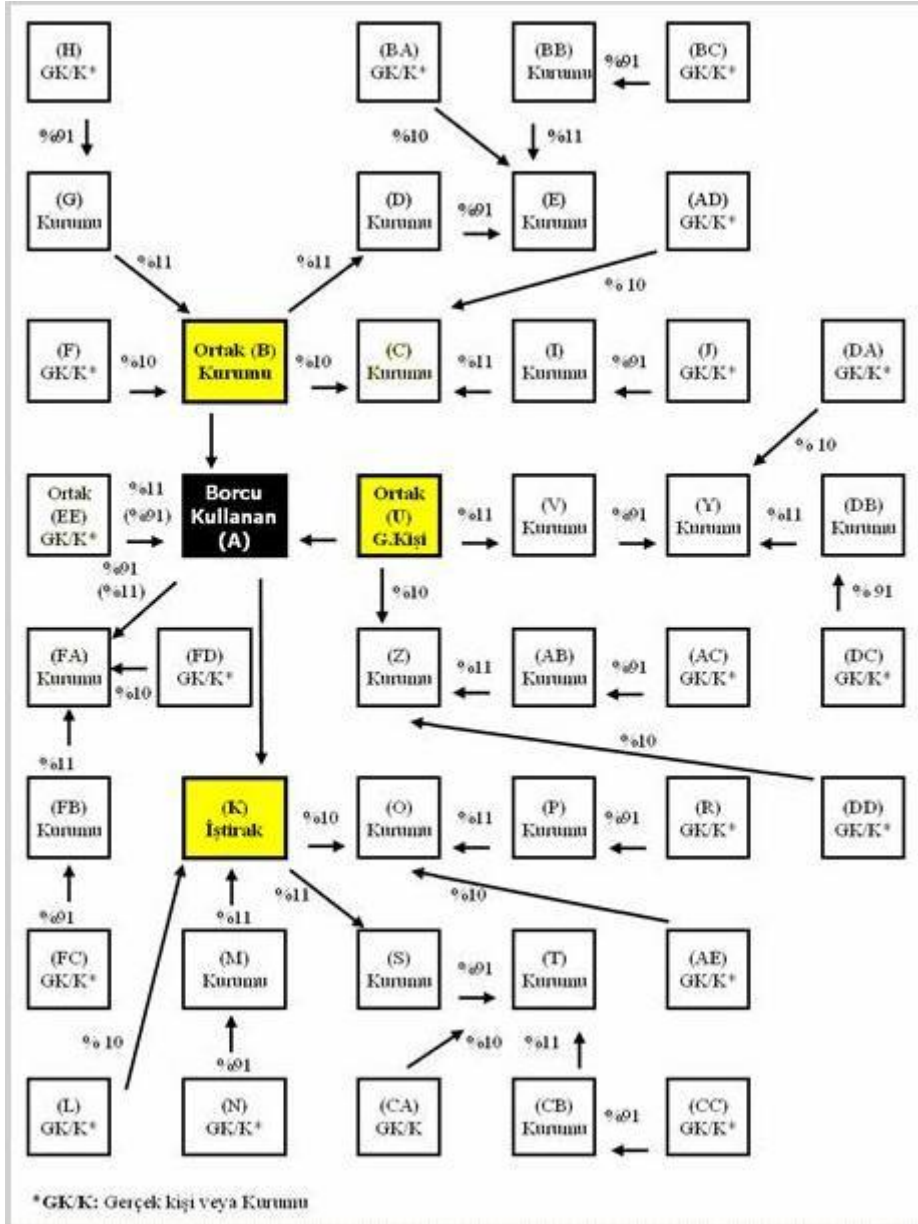 (H)
GK/K*
(BA)
GK/K*
(BB)
Kurumu
%91
(BC)
GK/K*
%91
%10
%11
(G)
Kurumu
(D)
Kurumu
%91
(E)
Kurumu
(AD)
GK/K*
%11
%11
% 10
(F)
GK/K*
%10
Ortak (B)
Kurumu
%10
(C)
Kurumu
%11
(I)
Kurumu
%91
(J)
GK/K*
(DA)
GK/K*
% 10
Ortak
(EE)
GK/K*
%11
(%91)
Borcu
Kullanan
(A)
Ortak
(U)
G.Kişi
%11
(V)
Kurumu
%91
(Y)
Kurumu
%11
(DB)
Kurumu
%91
(%11)
%10
% 91
(FA)
Kurumu
%10
(FD)
GK/K*
(Z)
Kurumu
%11
(AB)
Kurumu
%91
(AC)
GK/K*
(DC)
GK/K*
%11
%10
(FB)
Kurumu
(K)
İştirak
%10
(O)
Kurumu
%11
(P)
Kurumu
%91
(R)
GK/K*
(DD)
GK/K*
%91
%11
%11
%10
(FC)
GK/K*
(M)
Kurumu
(S)
Kurumu
%91
(T)
Kurumu
(AE)
GK/K*
% 10
%91
%10
%11
(L)
GK/K*
(N)
GK/K*
(CA)
GK/K
(CB)
Kurumu
%91
(CC)
GK/K*
*GK/K: Gerçek kişi veya Kurumu